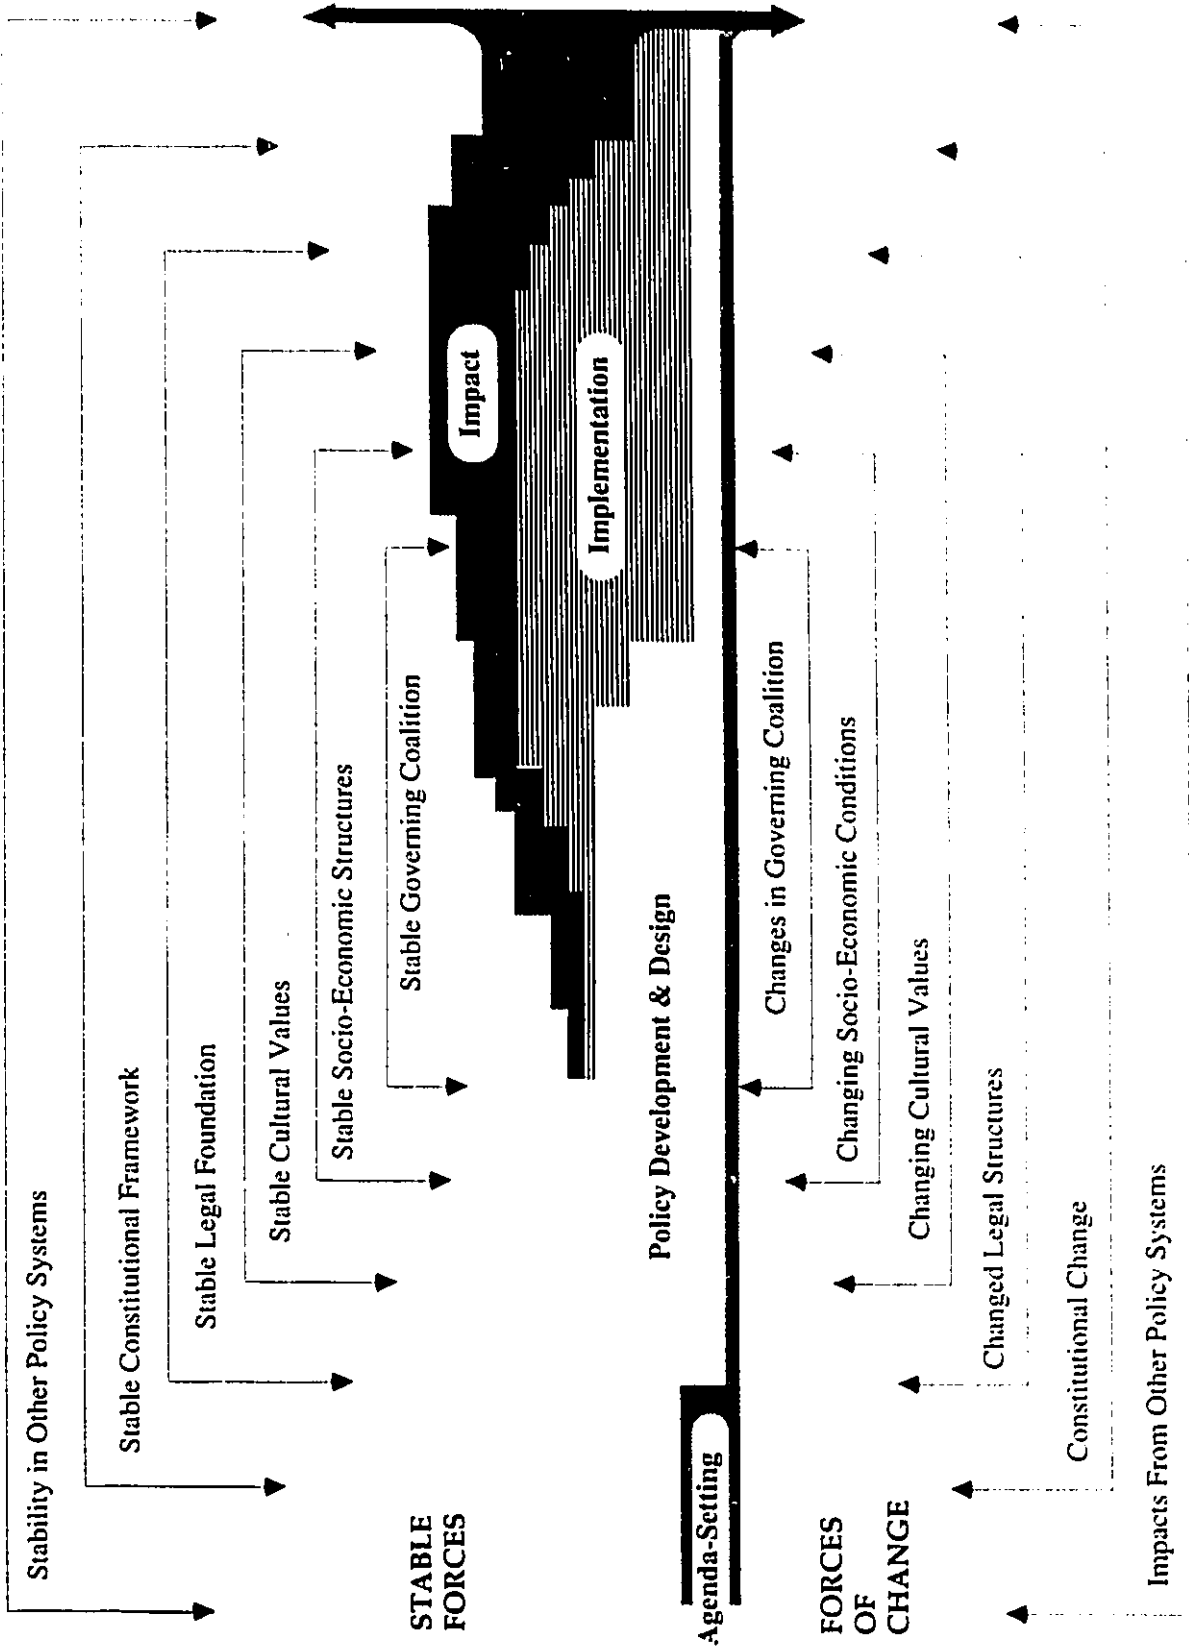 Stability in Other Policy Systems
Stable Constitutional Framework
Stable Legal Foundation
Stable Cultural Values
Stable Socio-Economic Structures
Stable Governing Coalition
STABLE
FORCES
Impact
Implementation
Policy Development & Design
Agenda-Setting
FORCES
OF
CHANGE
Changes in Governing Coalition
Changing Socio-Economic Conditions
Changing Cultural Values
Changed Legal Structures
Constitutional Change
Impacts From Other Policy Systems